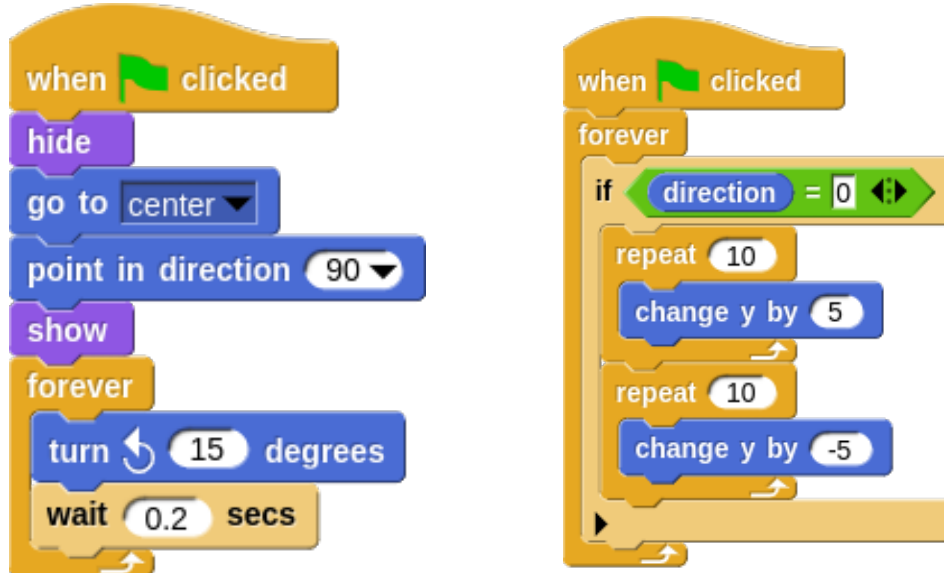 when clicked
hide
go to center
point in direction 90
show
forever
turn 15 degrees
wait 0.2 secs
when clicked
forever
if direction = 0
repeat 10
change y by 5
repeat 10
change y by -5